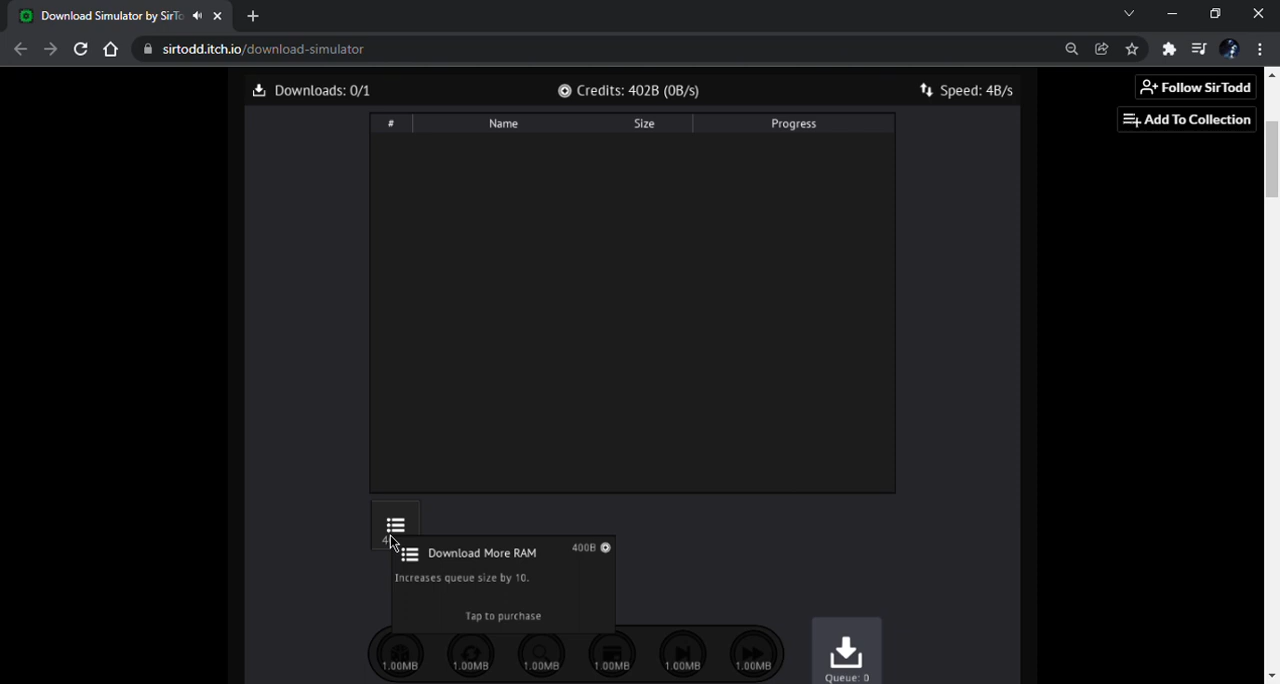 Download Simulator by SirTo
sirtodd.itch.io/download-simulator
Downloads: 0/1
Credits: 402B (0B/s)
Speed: 4B/s
Follow SirTodd
Add To Collection
# Name Size Progress
Download More RAM 400B
Increases queue size by 10.
Tap to purchase
1.00MB 1.00MB 1.00MB 1.00MB 1.00MB 1.00MB
Queue: 0